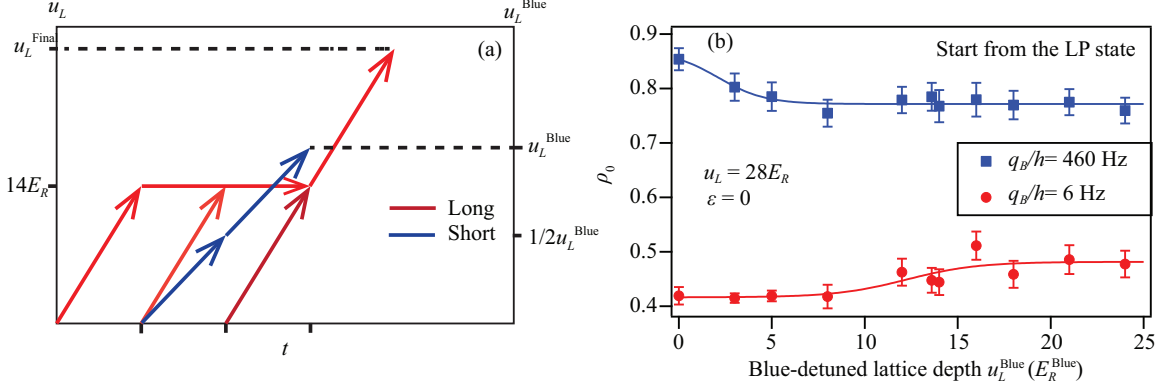 u_L
u_L^Blue
u_L^Final
(a)
u_L^Blue
14E_R
Long
Short
1/2u_L^Blue
t
(b)
Start from the LP state
0.9
0.8
0.7
0.6
0.5
0.4
ρ_0
u_L = 28E_R
ε = 0
q_B/h= 460 Hz
q_B/h= 6 Hz
0 5 10 15 20 25
Blue-detuned lattice depth u_L^Blue (E_R^Blue)